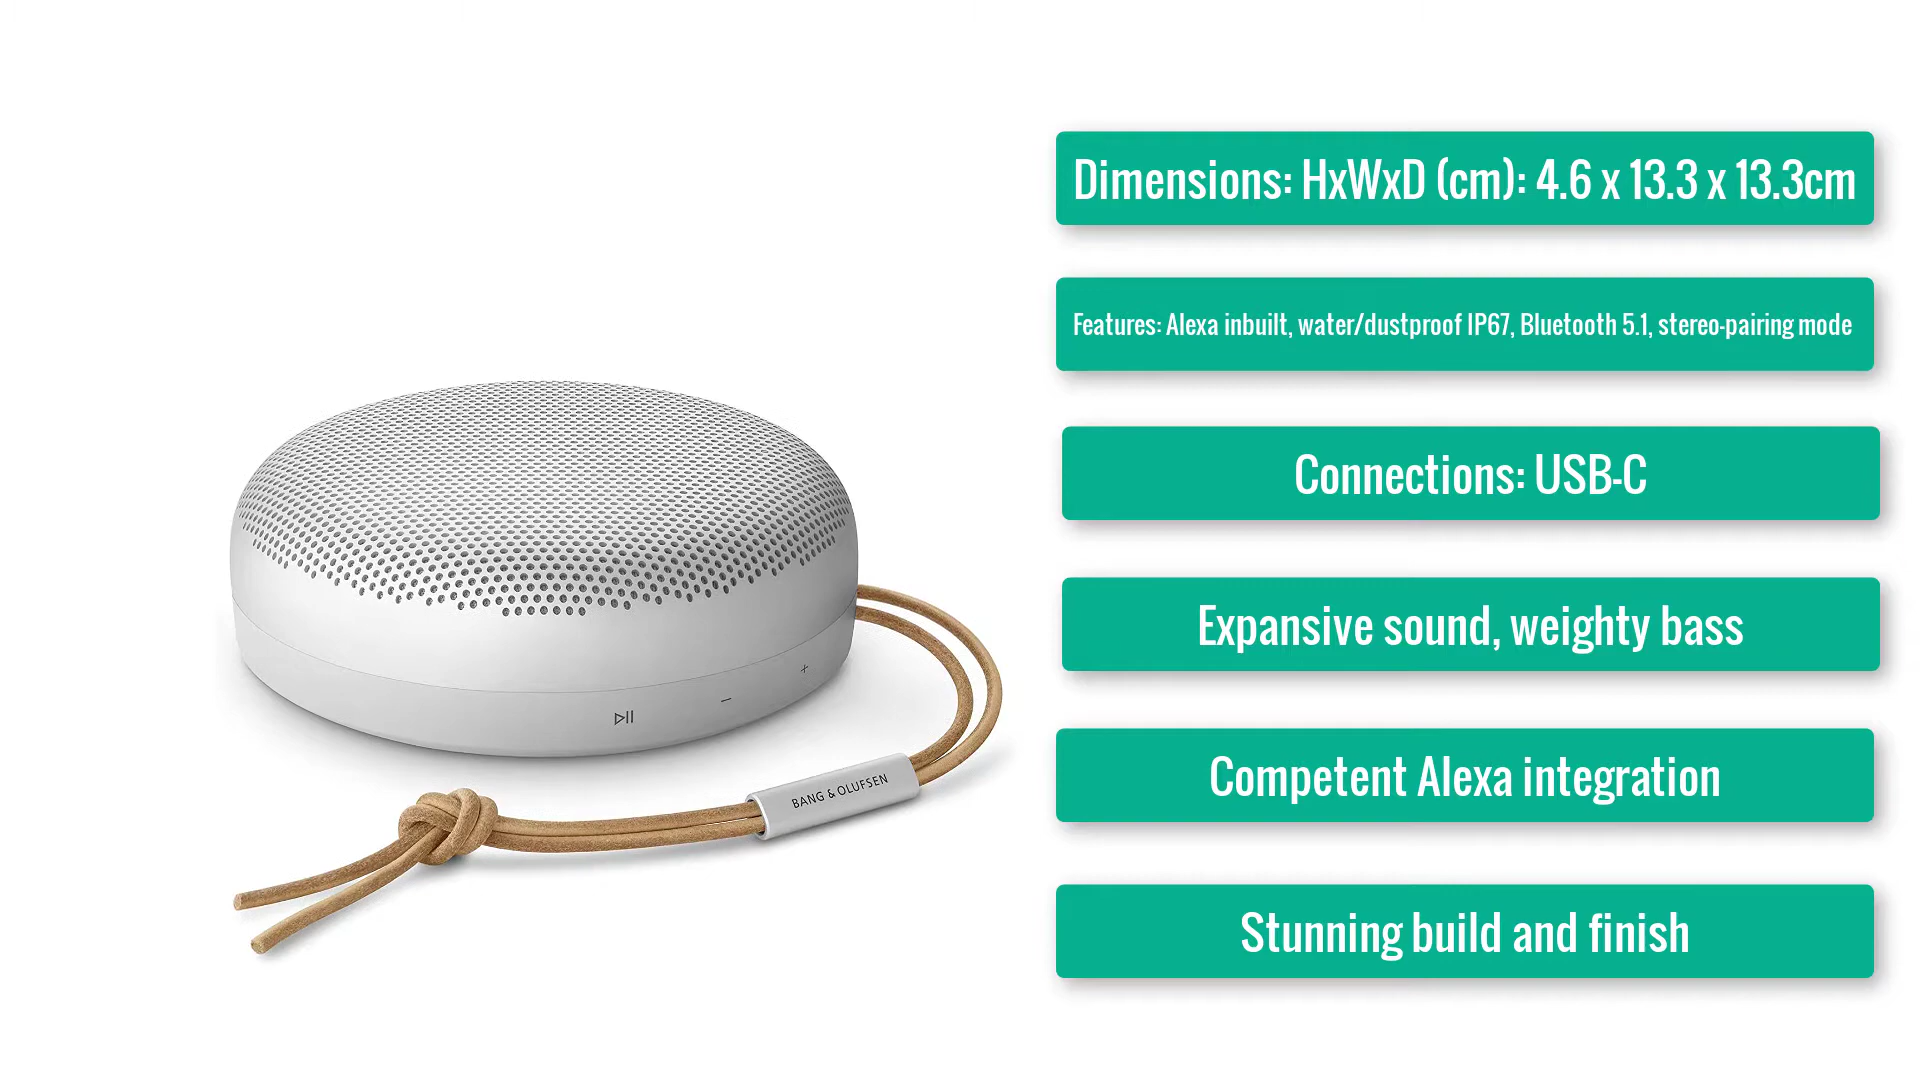 Dimensions: HxWxD (cm): 4.6 x 13.3 x 13.3cm
Features: Alexa inbuilt, water/dustproof IP67, Bluetooth 5.1, stereo-pairing mode
Connections: USB-C
Expansive sound, weighty bass
Competent Alexa integration
Stunning build and finish
BANG & OLUFSEN